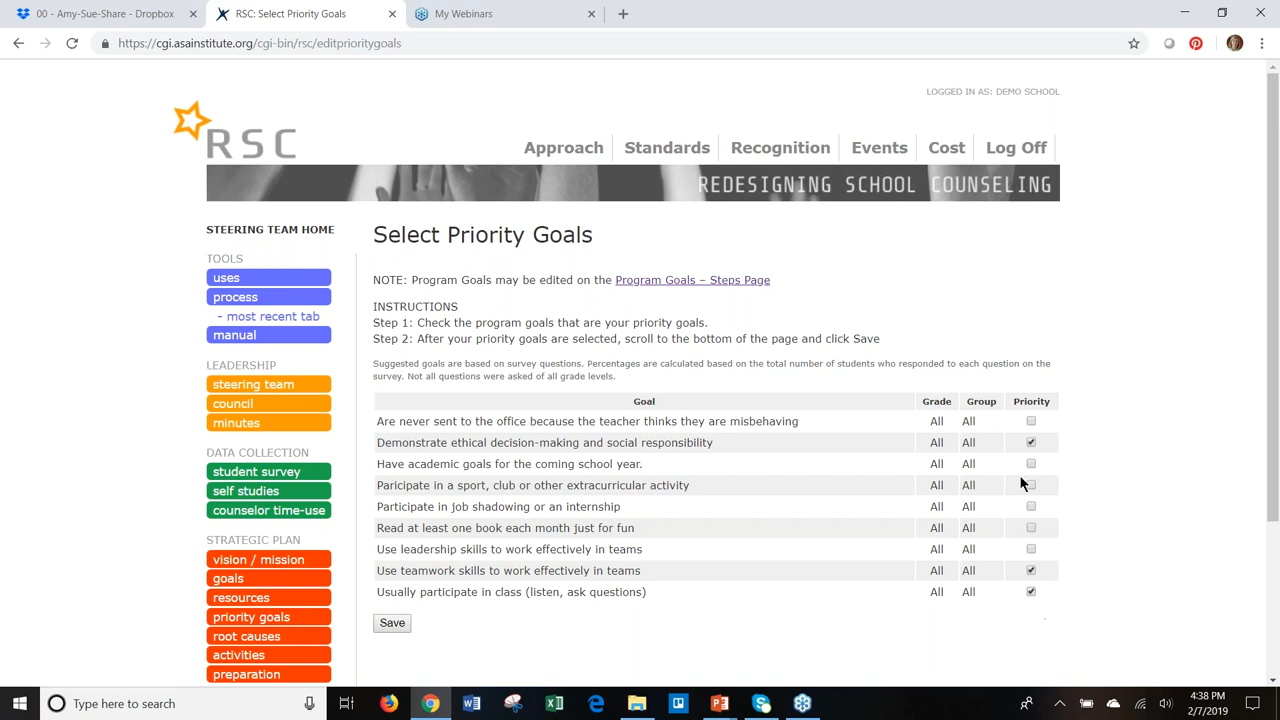 00 - Amy-Sue-Share - Dropbox
RSC: Select Priority Goals
My Webinars
https://cgi.asainstitute.org/cgi-bin/rsc/editprioritygoals
LOGGED IN AS: DEMO SCHOOL
RSC
Approach Standards Recognition Events Cost Log Off
REDESIGNING SCHOOL COUNSELING
STEERING TEAM HOME
TOOLS
uses
process
- most recent tab
manual
LEADERSHIP
steering team
council
minutes
DATA COLLECTION
student survey
self studies
counselor time-use
STRATEGIC PLAN
vision / mission
goals
resources
priority goals
root causes
activities
preparation
Select Priority Goals
NOTE: Program Goals may be edited on the Program Goals – Steps Page
INSTRUCTIONS
Step 1: Check the program goals that are your priority goals.
Step 2: After your priority goals are selected, scroll to the bottom of the page and click Save
Suggested goals are based on survey questions. Percentages are calculated based on the total number of students who responded to each question on the
survey. Not all questions were asked of all grade levels.
Goal Grade Group Priority
Are never sent to the office because the teacher thinks they are misbehaving All All
Demonstrate ethical decision-making and social responsibility All All
Have academic goals for the coming school year. All All
Paricipate in a sport, club or other extracurricular activity All All
Participate in job shadowing or an internship All All
Read at least one book each month just for fun All All
Use leadership skills to work effectively in teams All All
Use teamwork skills to work effectively in teams All All
Usually participate in class (listen, ask questions) All All
Save
Type here to search
4:38 PM
2/7/2019